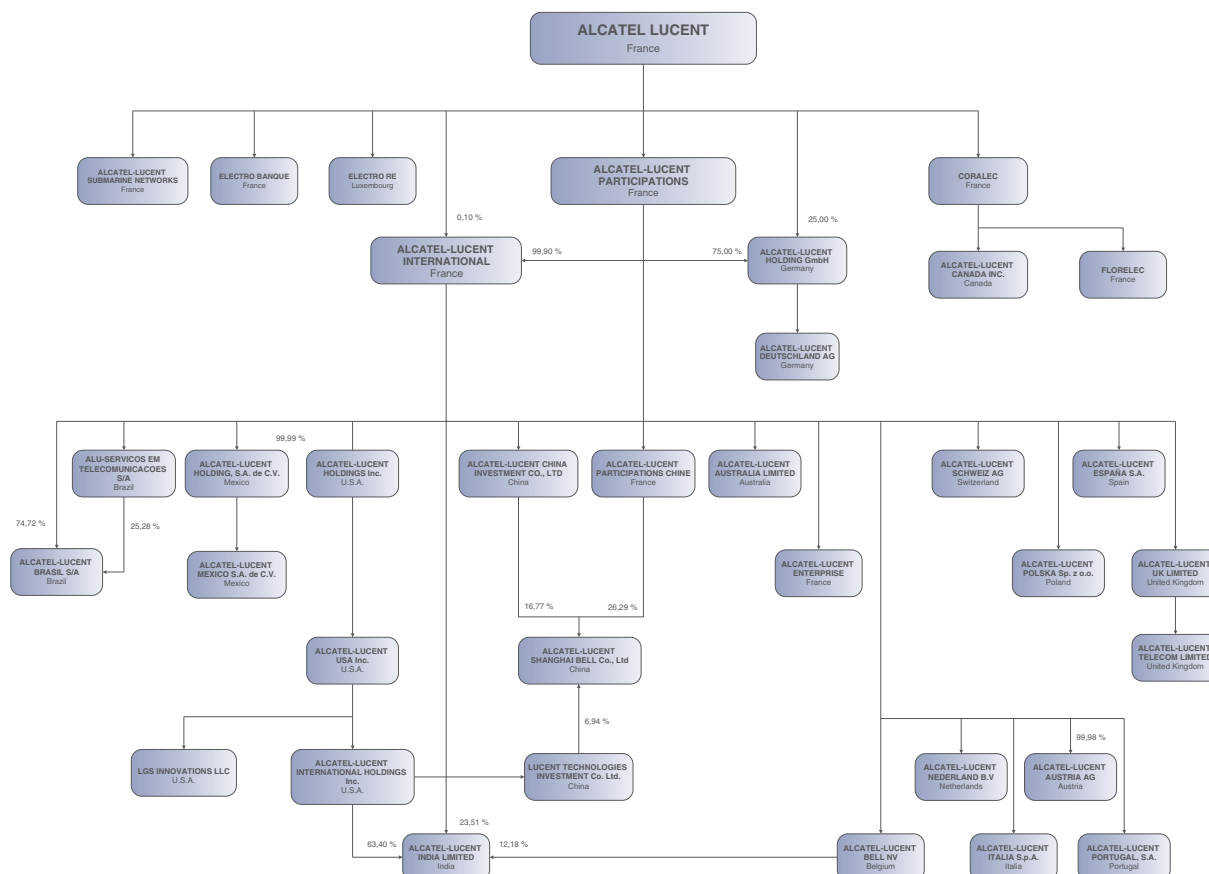 ALCATEL LUCENT
France
ALCATEL-LUCENT
SUBMARINE NETWORKS
France
ELECTRO BANQUE
France
ELECTRO RE
Luxembourg
ALCATEL-LUCENT
PARTICIPATIONS
France
CORALEC
France
0,10 %
25,00 %
ALCATEL-LUCENT
INTERNATIONAL
France
99,90 %
75,00 %
ALCATEL-LUCENT
HOLDING GmbH
Germany
ALCATEL-LUCENT
CANADA INC.
Canada
FLORELEC
France
ALCATEL-LUCENT
DEUTSCHLAND AG
Germany
99,99 %
ALU-SERVICOS EM
TELECOMUNICACOES
S/A
Brazil
ALCATEL-LUCENT
HOLDING, S.A. de C.V.
Mexico
ALCATEL-LUCENT
HOLDINGS Inc.
U.S.A.
ALCATEL-LUCENT CHINA
INVESTMENT CO., LTD
China
ALCATEL-LUCENT
PARTICIPATIONS CHINE
France
ALCATEL-LUCENT
AUSTRALIA LIMITED
Australia
ALCATEL-LUCENT
SCHWEIZ AG
Switzerland
ALCATEL-LUCENT
ESPAÑA S.A.
Spain
74,72 %
25,28 %
ALCATEL-LUCENT
BRASIL S/A
Brazil
ALCATEL-LUCENT
MEXICO S.A. de C.V.
Mexico
ALCATEL-LUCENT
ENTERPRISE
France
ALCATEL-LUCENT
POLSKA Sp. z o.o.
Poland
ALCATEL-LUCENT
UK LIMITED
United Kingdom
16,77 %
26,29 %
ALCATEL-LUCENT
USA Inc.
U.S.A.
ALCATEL-LUCENT
SHANGHAI BELL Co., Ltd
China
ALCATEL-LUCENT
TELECOM LIMITED
United Kingdom
6,94 %
99,98 %
LGS INNOVATIONS LLC
U.S.A.
ALCATEL-LUCENT
INTERNATIONAL HOLDINGS
Inc.
U.S.A.
LUCENT TECHNOLOGIES
INVESTMENT Co. Ltd.
China
ALCATEL-LUCENT
NEDERLAND B.V
Netherlands
ALCATEL-LUCENT
AUSTRIA AG
Austria
23,51 %
63,40 %
ALCATEL-LUCENT
INDIA LIMITED
India
12,18 %
ALCATEL-LUCENT
BELL NV
Belgium
ALCATEL-LUCENT
ITALIA S.p.A.
Italia
ALCATEL-LUCENT
PORTUGAL, S.A.
Portugal